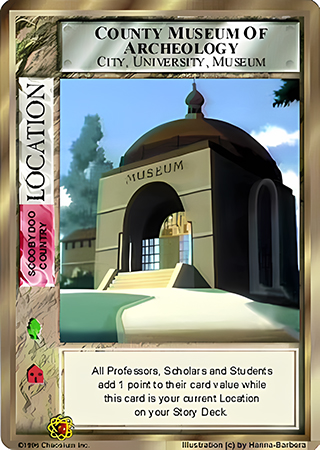 COUNTY MUSEUM OF
ARCHEOLOGY
CITY, UNIVERSITY, MUSEUM
LOCATION
SCOOBY DOO
COUNTRY
MUSEUM
All Professors, Scholars and Students
add 1 point to their card value while
this card is your current Location
on your Story Deck.
©1996 Chaosium Inc.
Illustration (c) by Hanna-Barbera